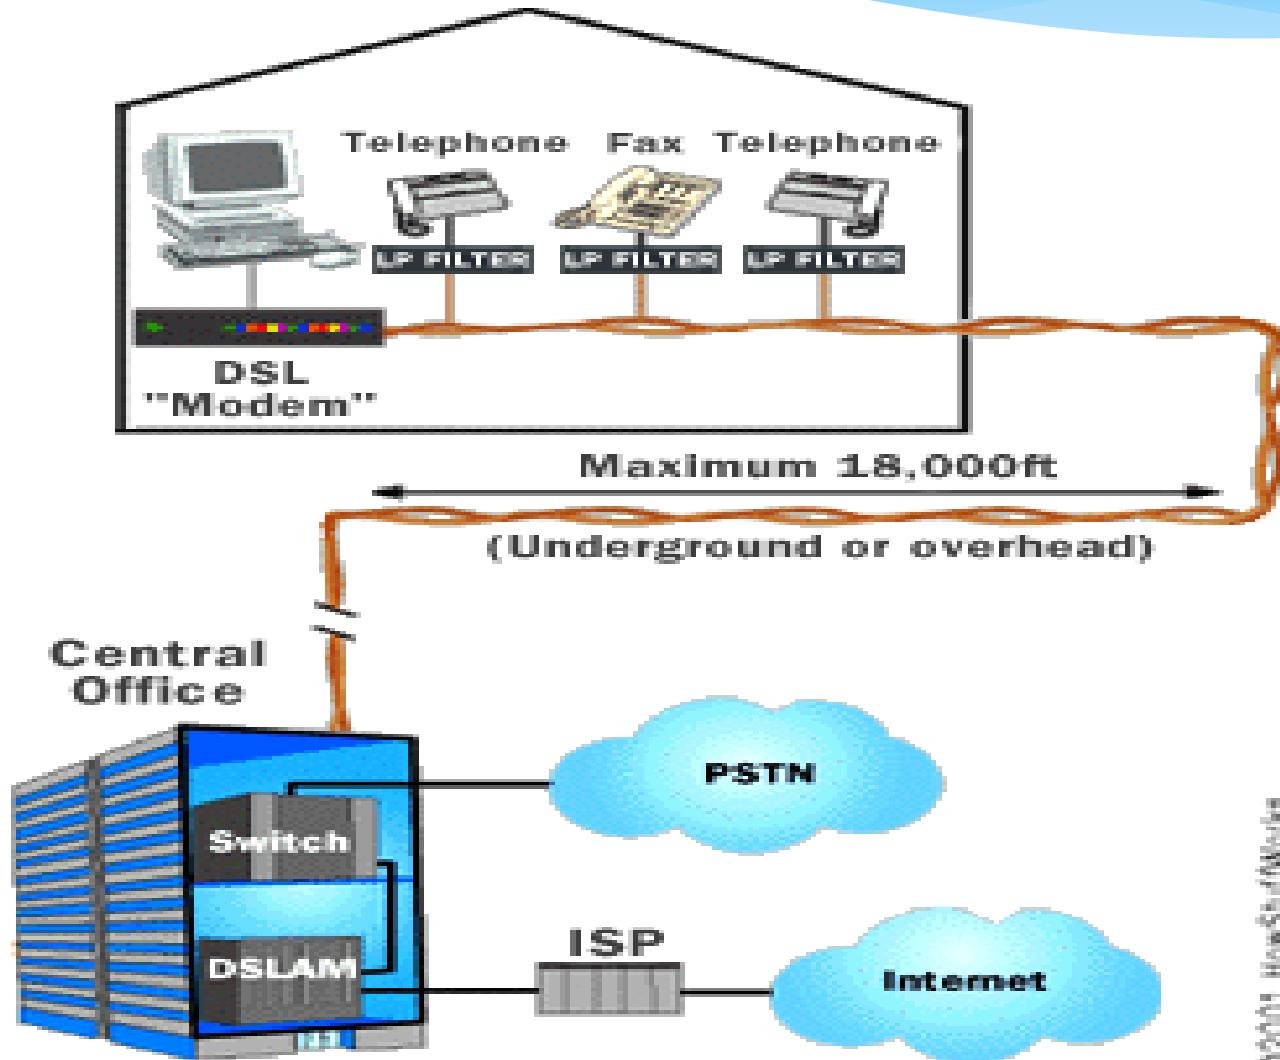 Telephone Fax Telephone
LP FILTER LP FILTER LP FILTER
DSL
"Modem"
Maximum 18,000ft
(Underground or overhead)
Central
Office
PSTN
Switch
ISP
DSLAM
Internet
HowStuffWorks